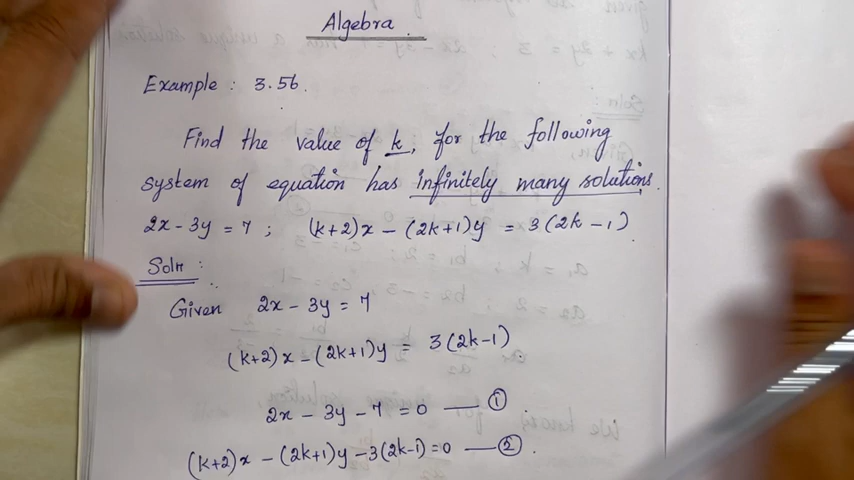 Algebra.
Example : 3.56.
Find the value of k, for the following
system of equation has infinitely many solutions.
2x - 3y = 7 ; (k+2)x - (2k+1)y = 3(2k-1)
Soln :
Given 2x - 3y = 7
(k+2)x - (2k+1)y = 3(2k-1)
2x - 3y - 7 = 0 — ①
(k+2)x - (2k+1)y - 3(2k-1) = 0 — ②.